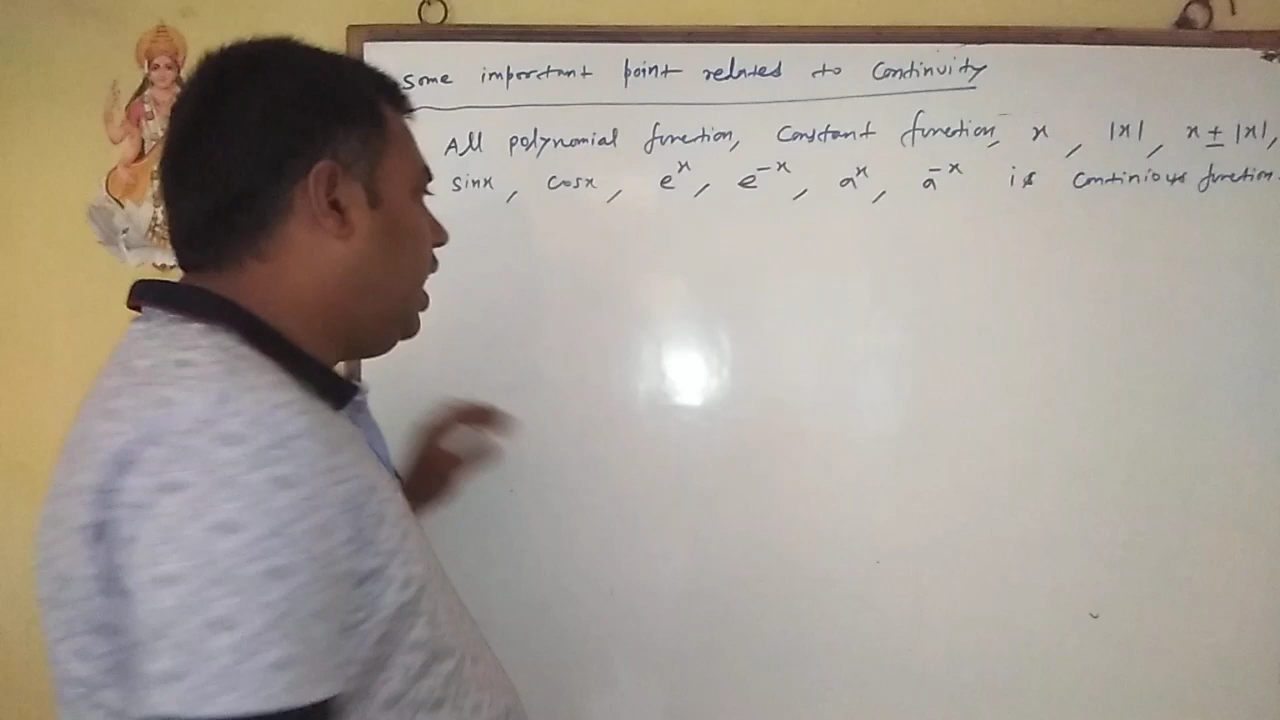 Some important point related to Continuity
All polynomial function, Constant function, x, |x|, x ± |x|,
sinx, cosx, e^x, e^-x, a^x, a^-x is continious function.